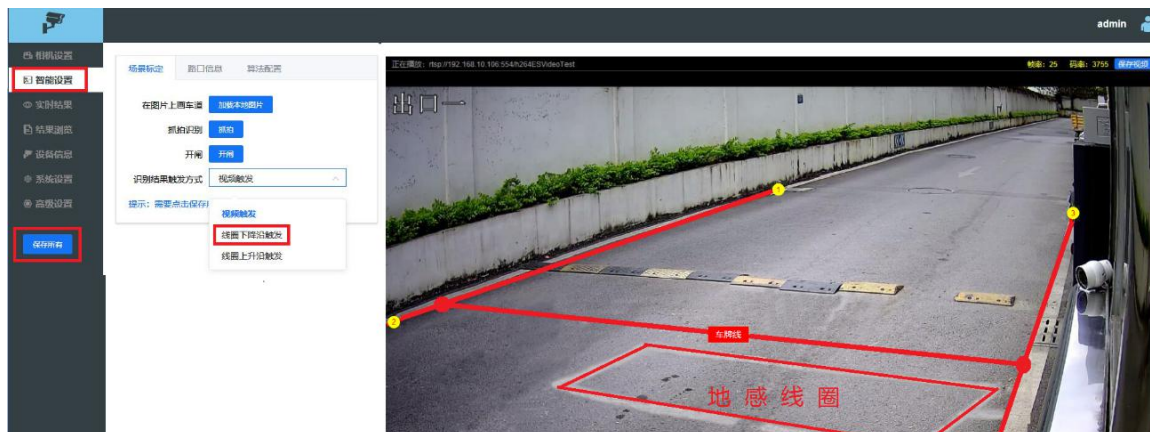 admin
相机设置
智能设置
实时结果
结果浏览
设备信息
系统设置
高级设置
保存所有
场景标定 路口信息 算法配置
在图片上画车道 加载本地图片
抓拍识别 抓拍
开闸 开闸
识别结果触发方式 视频触发
提示：需要点击保存
视频触发
线圈下降沿触发
线圈上升沿触发
正在播放：rtsp://192.168.10.106:554/h264ESVideoTest 帧率：25 码率：3755 保存视频
出口一
1
3
2
车牌线
地感线圈